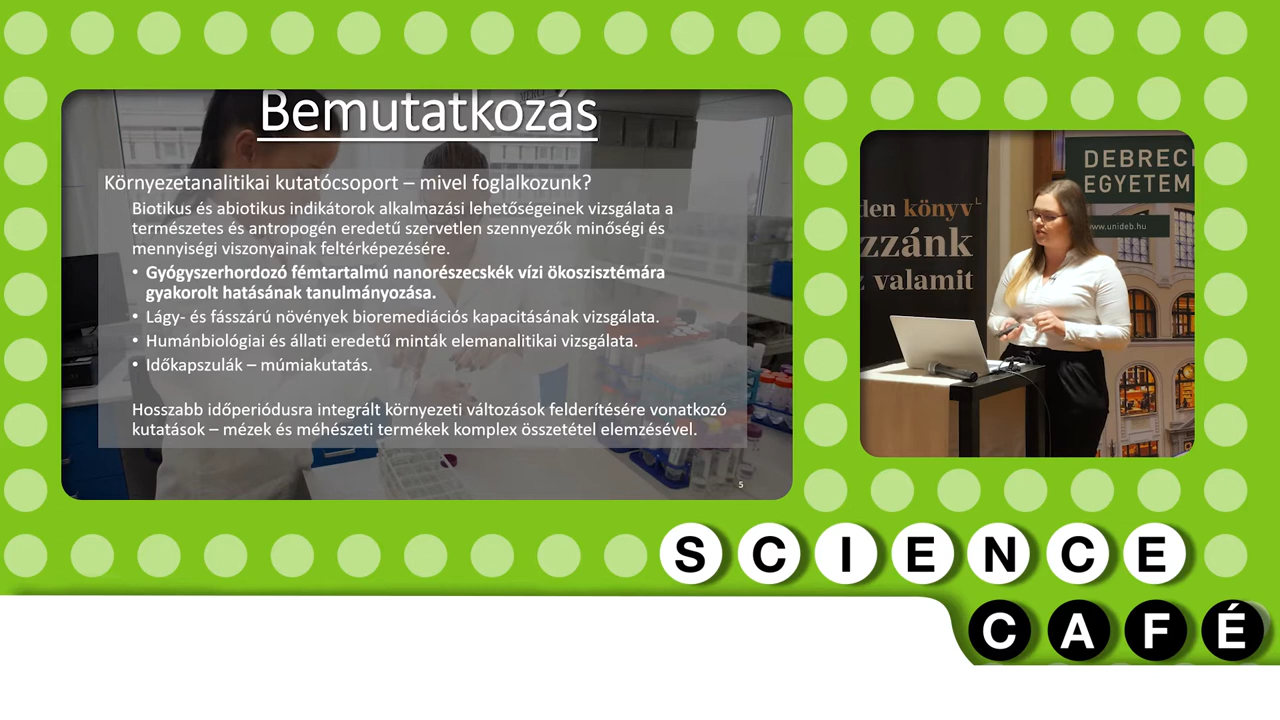 Bemutatkozás
Környezetanalitikai kutatócsoport – mivel foglalkozunk?
Biotikus és abiotikus indikátorok alkalmazási lehetőségeinek vizsgálata a
természetes és antropogén eredetű szervetlen szennyezők minőségi és
mennyiségi viszonyainak feltérképezésére.
• Gyógyszerhordozó fémtartalmú nanorészecskék vízi ökoszisztémára
gyakorolt hatásának tanulmányozása.
• Lágy- és fásszárú növények bioremediációs kapacitásának vizsgálata.
• Humánbiológiai és állati eredetű minták elemanalitikai vizsgálata.
• Időkapszulák – múmiakutatás.
Hosszabb időperiódusra integrált környezeti változások felderítésére vonatkozó
kutatások – mézek és méhészeti termékek komplex összetétel elemzésével.
5
den könyv
zzánk
z valamit
DEBREC
EGYETEM
www.unideb.hu
SCIENCE
CAFÉ